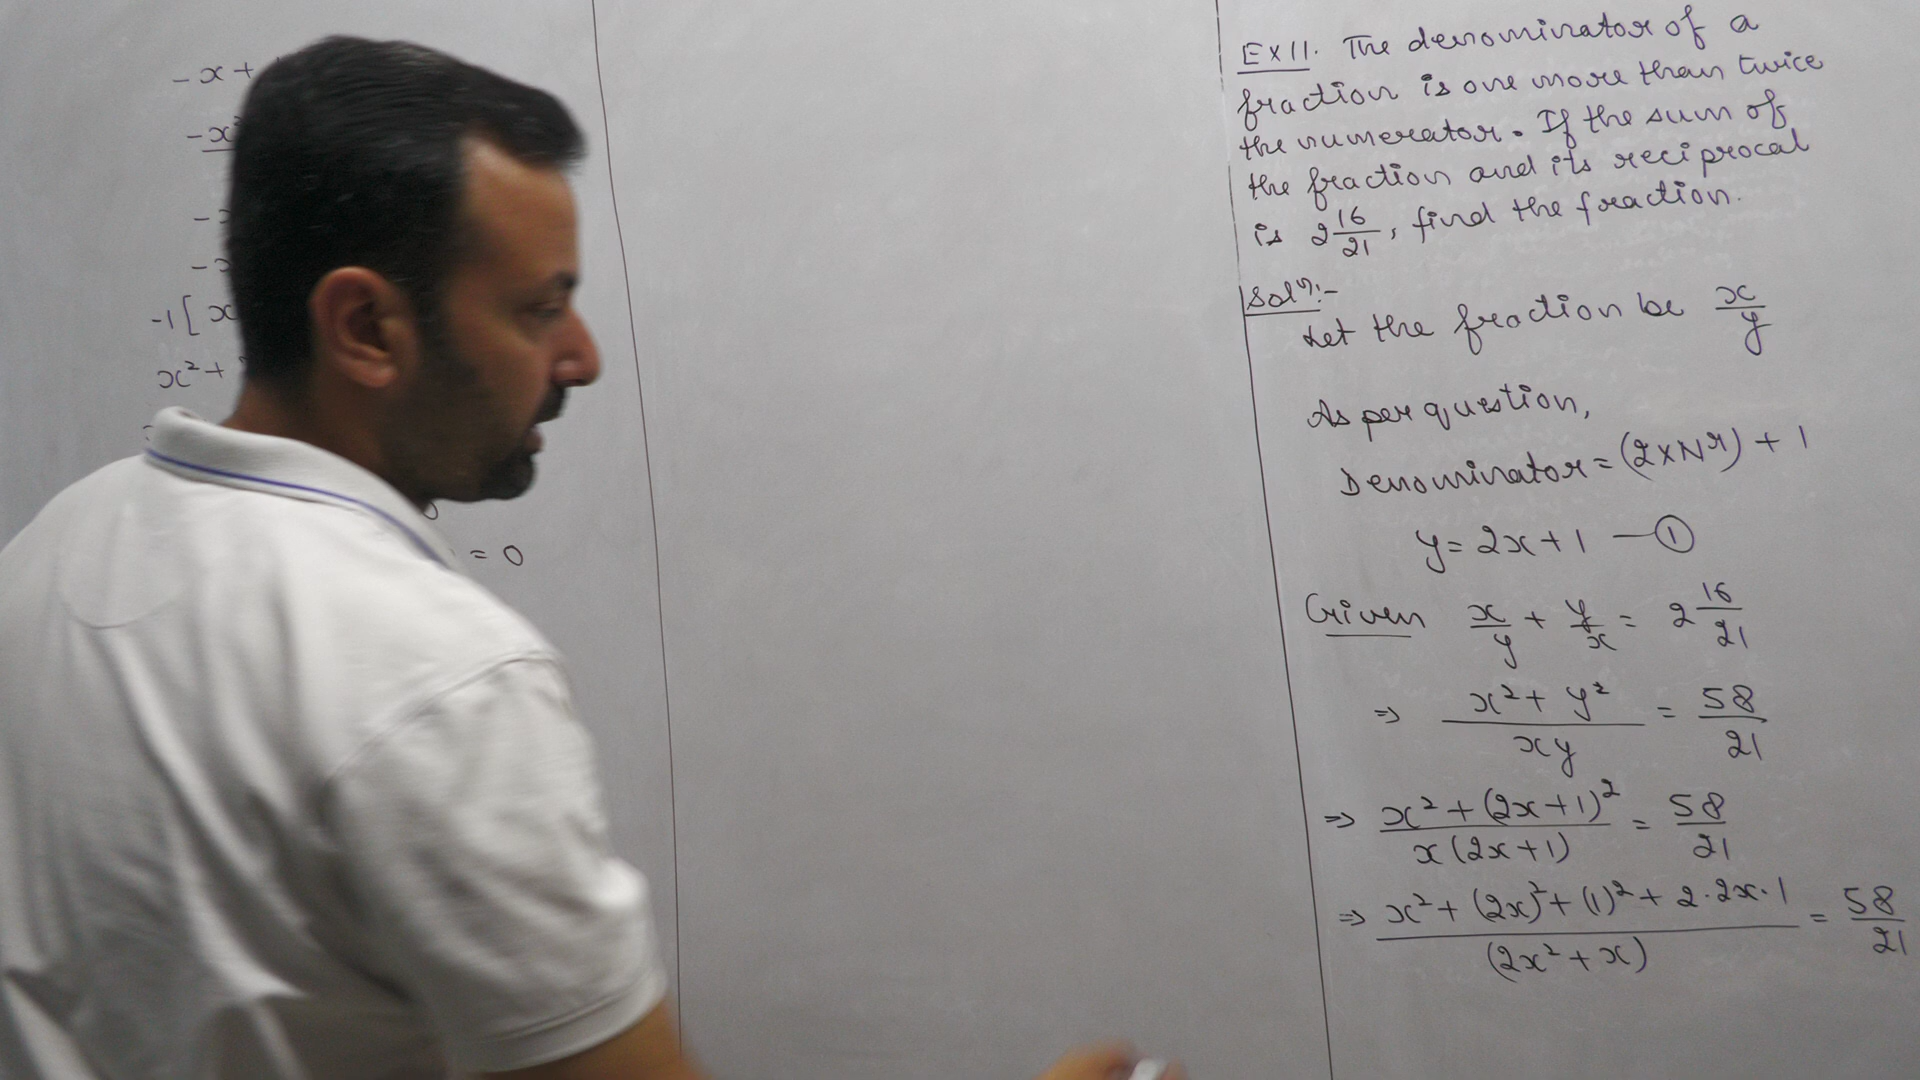 - x +
- x
-1 [ x
x² +
= 0
Ex 11. The denominator of a
fraction is one more than twice
the numerator. If the sum of
the fraction and its reciprocal
is 2 16/21, find the fraction.
Solⁿ:-
Let the fraction be x/y
As per question,
Denominator = (2 x Nʳ) + 1
y = 2x + 1 — ①
Given x/y + y/x = 2 16/21
⇒ (x² + y²)/(xy) = 58/21
⇒ (x² + (2x+1)²)/(x(2x+1)) = 58/21
⇒ (x² + (2x)² + (1)² + 2·2x·1)/(2x² + x) = 58/21